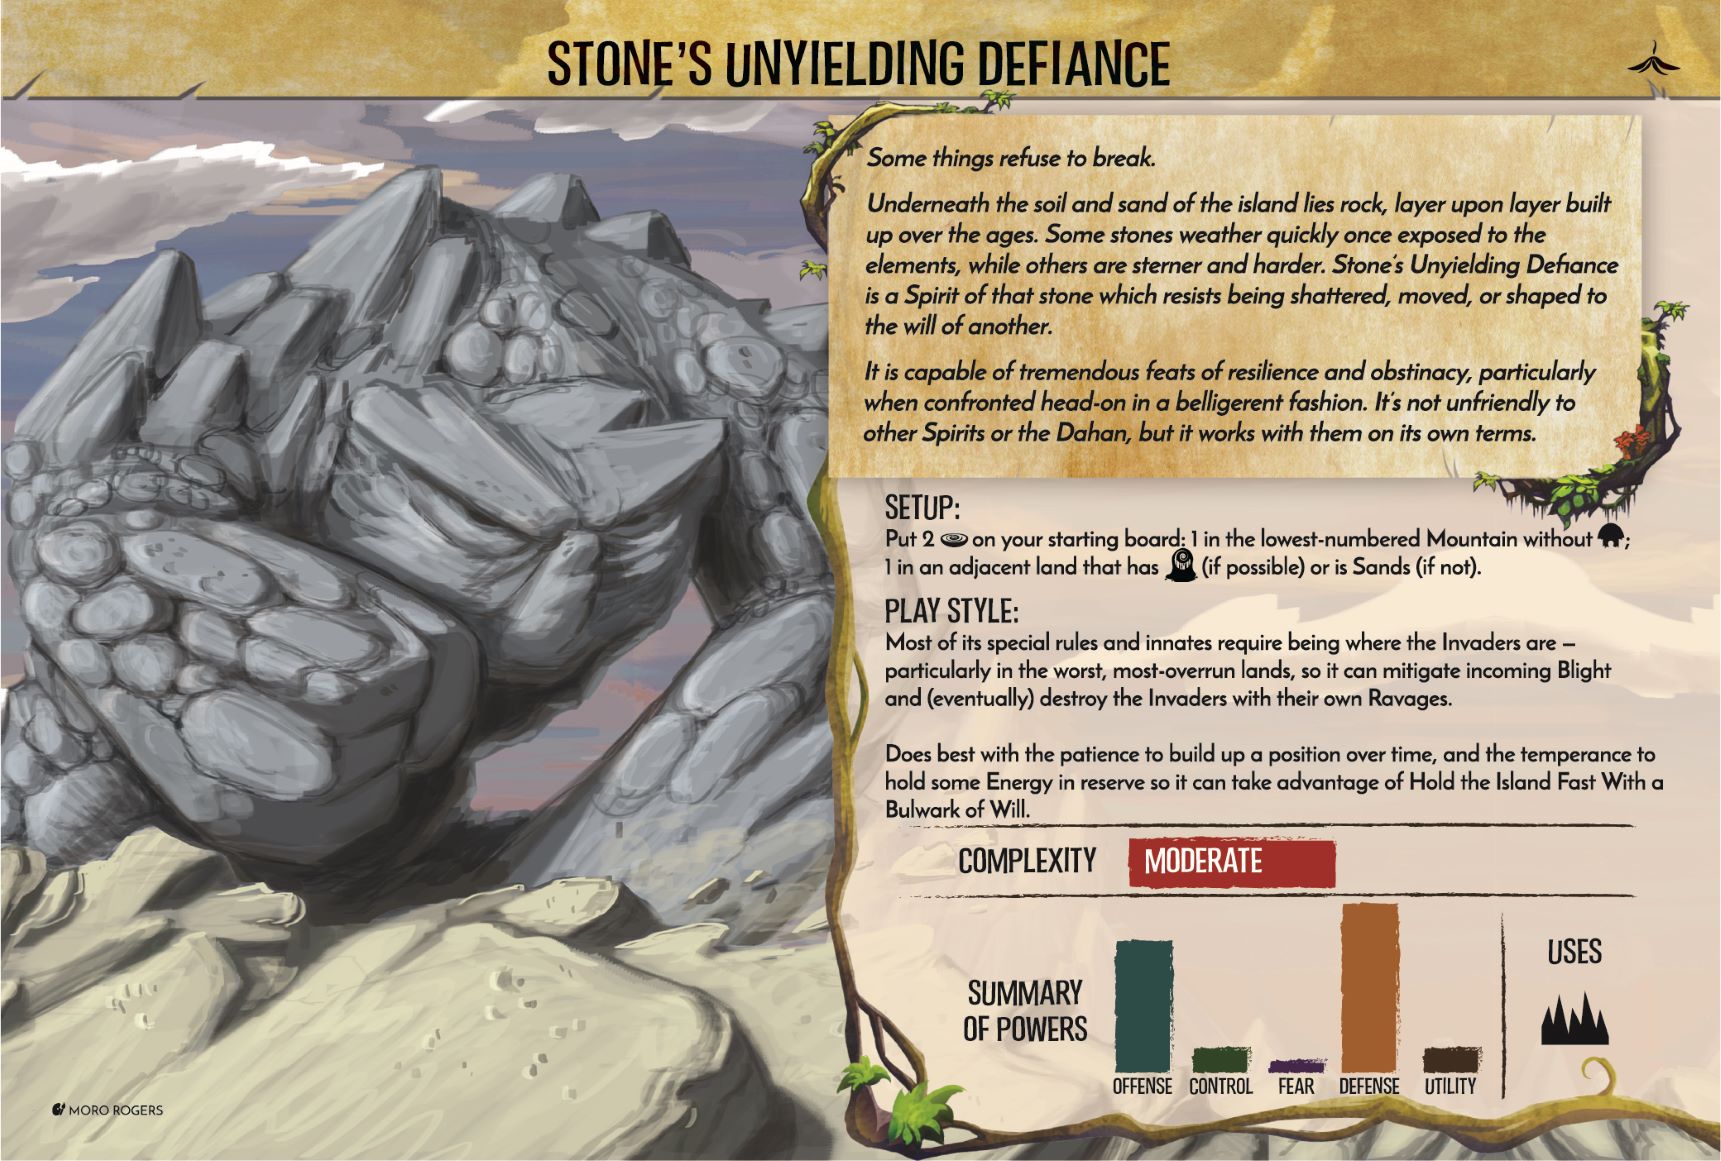 STONE'S UNYIELDING DEFIANCE
Some things refuse to break.
Underneath the soil and sand of the island lies rock, layer upon layer built
up over the ages. Some stones weather quickly once exposed to the
elements, while others are sterner and harder. Stone's Unyielding Defiance
is a Spirit of that stone which resists being shattered, moved, or shaped to
the will of another.
It is capable of tremendous feats of resilience and obstinacy, particularly
when confronted head-on in a belligerent fashion. It's not unfriendly to
other Spirits or the Dahan, but it works with them on its own terms.
SETUP:
Put 2 on your starting board: 1 in the lowest-numbered Mountain without ;
1 in an adjacent land that has (if possible) or is Sands (if not).
PLAY STYLE:
Most of its special rules and innates require being where the Invaders are –
particularly in the worst, most-overrun lands, so it can mitigate incoming Blight
and (eventually) destroy the Invaders with their own Ravages.
Does best with the patience to build up a position over time, and the temperance to
hold some Energy in reserve so it can take advantage of Hold the Island Fast With a
Bulwark of Will.
COMPLEXITY MODERATE
SUMMARY
OF POWERS
OFFENSE CONTROL FEAR DEFENSE UTILITY
USES
MORO ROGERS